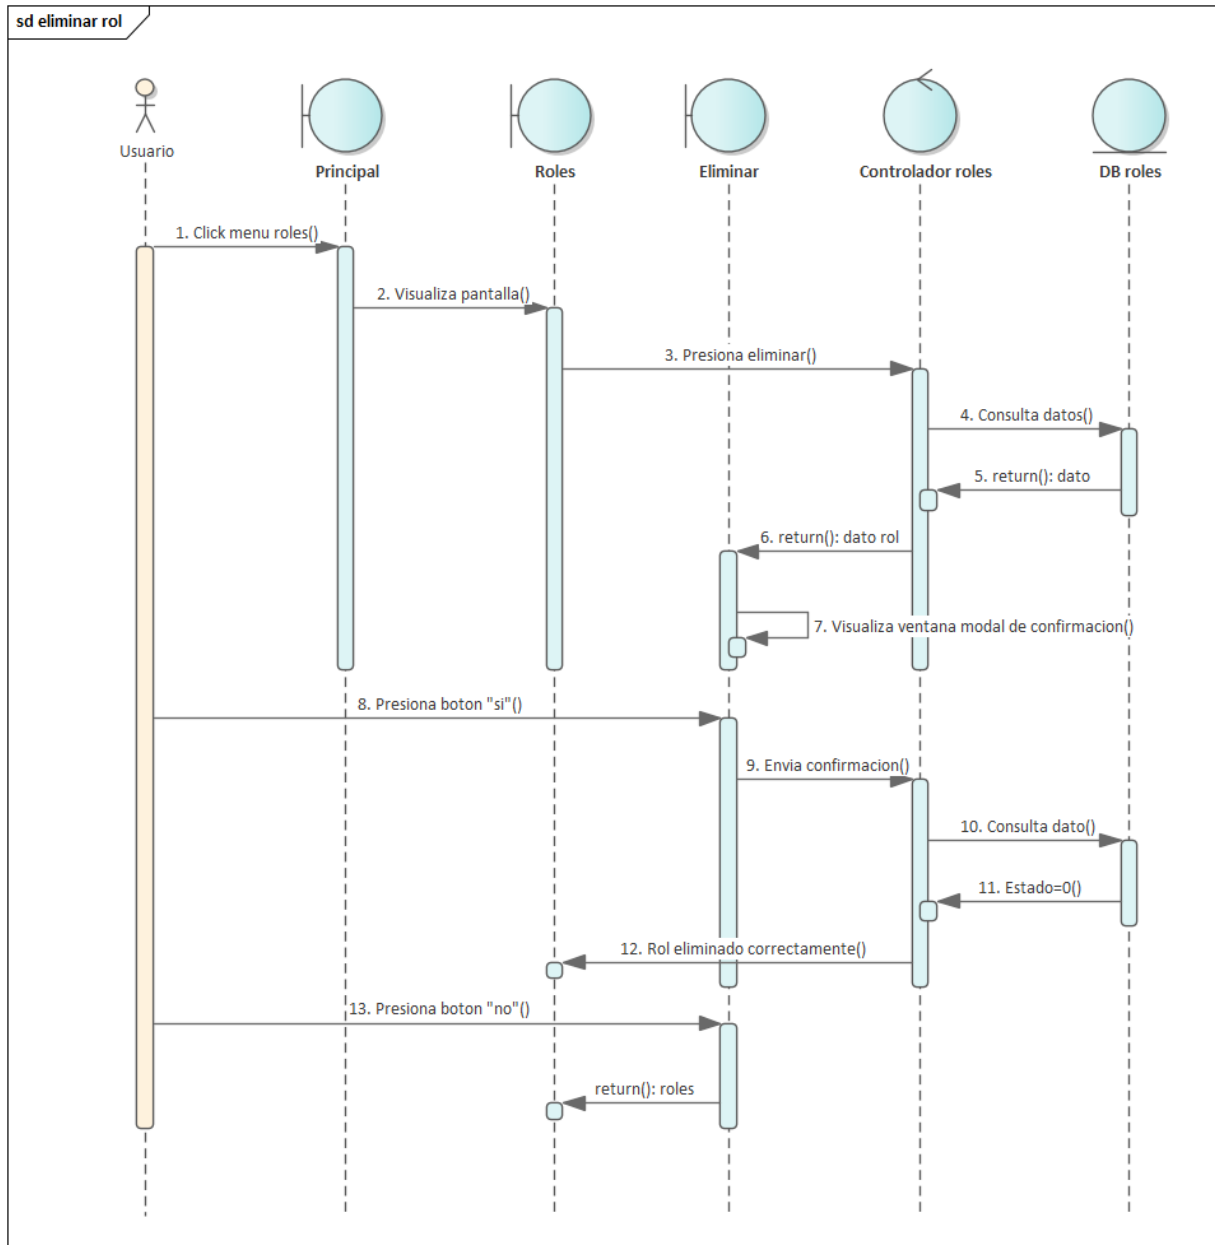 sd eliminar rol
Usuario
Principal
Roles
Eliminar
Controlador roles
DB roles
1. Click menu roles()
2. Visualiza pantalla()
3. Presiona eliminar()
4. Consulta datos()
5. return(): dato
6. return(): dato rol
7. Visualiza ventana modal de confirmacion()
8. Presiona boton "si"()
9. Envia confirmacion()
10. Consulta dato()
11. Estado=0()
12. Rol eliminado correctamente()
13. Presiona boton "no"()
return(): roles